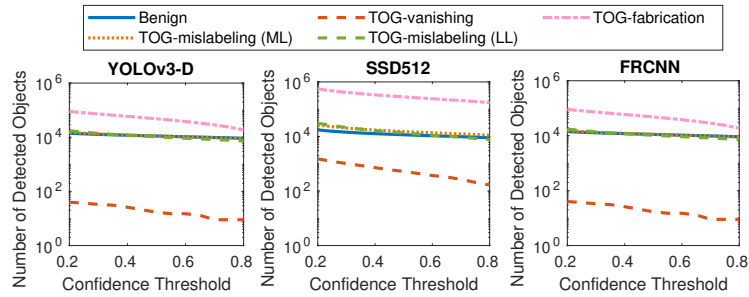 Benign TOG-vanishing TOG-fabrication
TOG-mislabeling (ML) TOG-mislabeling (LL)
YOLOv3-D
Number of Detected Objects
10^6
10^4
10^2
10^0
0.2 0.4 0.6 0.8
Confidence Threshold
SSD512
Number of Detected Objects
10^6
10^4
10^2
10^0
0.2 0.4 0.6 0.8
Confidence Threshold
FRCNN
Number of Detected Objects
10^6
10^4
10^2
10^0
0.2 0.4 0.6 0.8
Confidence Threshold